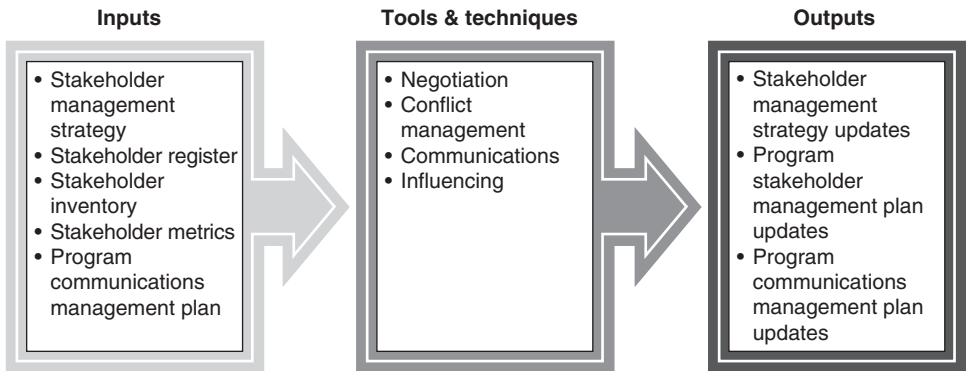 Inputs
Tools & techniques
Outputs
• Stakeholder
management
strategy
• Stakeholder register
• Stakeholder
inventory
• Stakeholder metrics
• Program
communications
management plan
• Negotiation
• Conflict
management
• Communications
• Influencing
• Stakeholder
management
strategy updates
• Program
stakeholder
management plan
updates
• Program
communications
management plan
updates